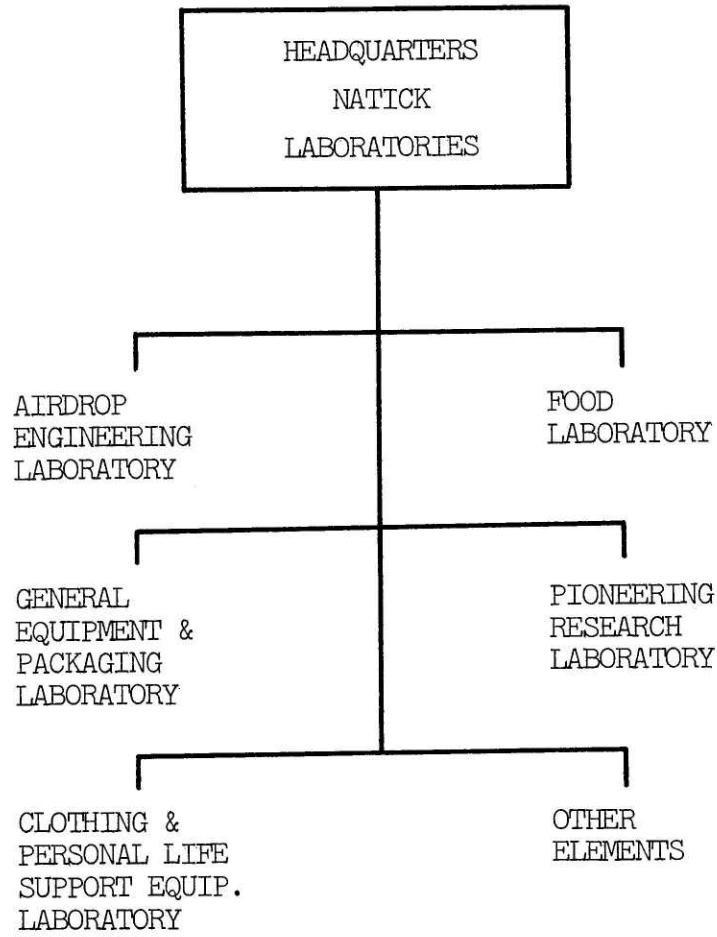 HEADQUARTERS
NATICK
LABORATORIES
AIRDROP
ENGINEERING
LABORATORY
FOOD
LABORATORY
GENERAL
EQUIPMENT &
PACKAGING
LABORATORY
PIONEERING
RESEARCH
LABORATORY
CLOTHING &
PERSONAL LIFE
SUPPORT EQUIP.
LABORATORY
OTHER
ELEMENTS